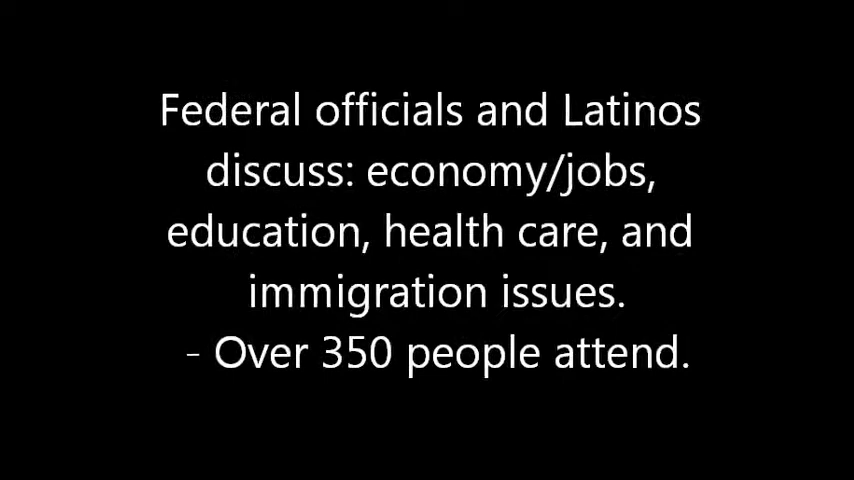 Federal officials and Latinos
discuss: economy/jobs,
education, health care, and
immigration issues.
- Over 350 people attend.